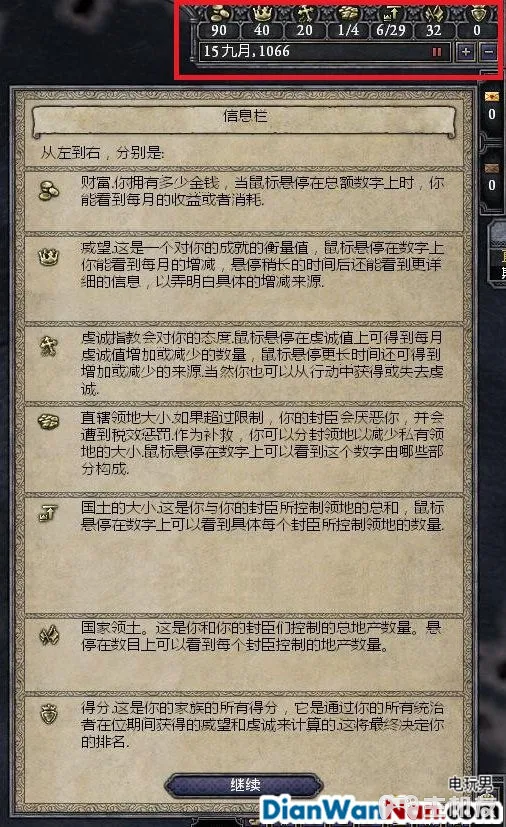 90 40 20 1/4 6/29 32 0
15 九月,1066
0
0
信息栏
从左到右，分别是:
财富.你拥有多少金钱，当鼠标悬停在总额数字上时，你
能看到每月的收益或者消耗.
威望.这是一个对你的成就的衡量值，鼠标悬停在数字上
你能看到每月的增减，悬停稍长的时间后还能看到更详
细的信息，以弄明白具体的增减来源.
虔诚指教会对你的态度.鼠标悬停在虔诚值上可得到每月
虔诚值增加或减少的数量，鼠标悬停更长时间还可得到
增加或减少的来源.当然你也可以从行动中获得或失去虔
诚.
直辖领地大小.如果超过限制，你的封臣会厌恶你，并会
遭到税效惩罚.作为补救，你可以分封领地以减少私有领
地的大小.鼠标悬停在数字上可以看到这个数字由哪些部
分构成.
国土的大小.这是你与你的封臣所控制领地的总和，鼠标
悬停在数字上可以看到具体每个封臣所控制领地的数量.
国家领土。这是你和你的封臣们控制的总地产数量。悬
停在数目上可以看到每个封臣控制的地产数量。
得分.这是你的家族的所有得分，它是通过你的所有统治
者在位期间获得的威望和虔诚来计算的.这将最终决定你
的排名.
继续
电玩男
DianWanNan.com